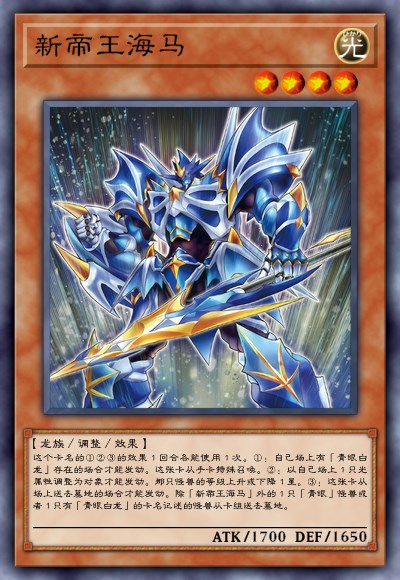 新帝王海马
光
【龙族／调整／效果】
这个卡名的①②③的效果1回合各能使用1次。①：自己场上有「青眼白
龙」存在的场合才能发动。这张卡从手卡特殊召唤。②：以自己场上1只光
属性调整为对象才能发动。那只怪兽的等级上升或下降1星。③：这张卡从
场上送去墓地的场合才能发动。除「新帝王海马」外的1只「青眼」怪兽或
者1只有「青眼白龙」的卡名记述的怪兽从卡组送去墓地。
ATK/1700 DEF/1650